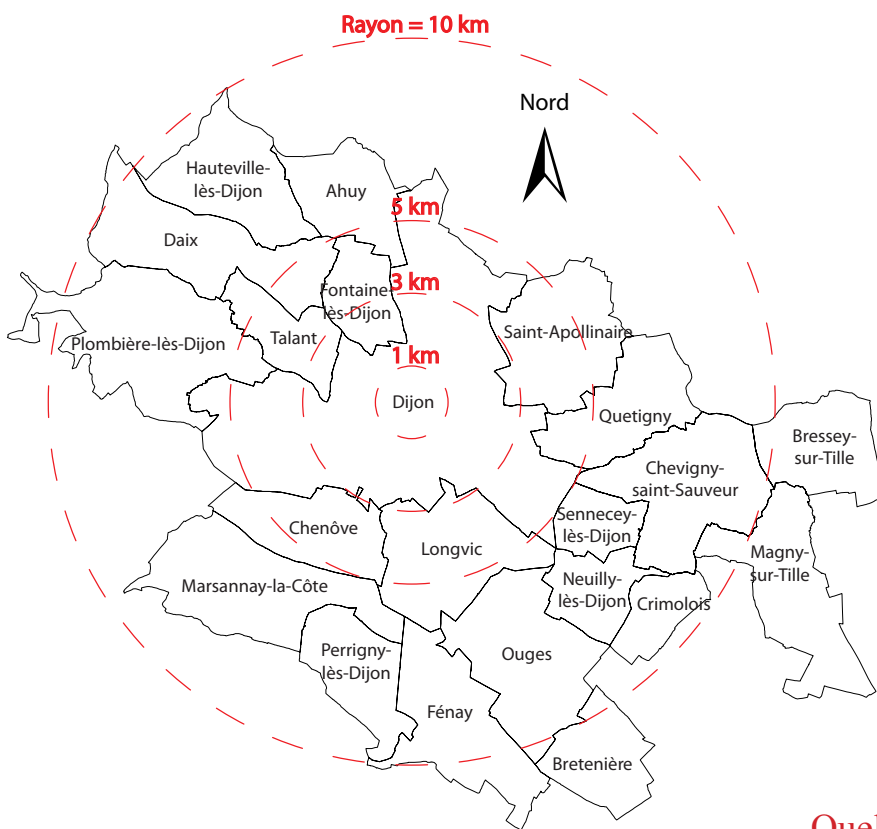 Rayon = 10 km
Nord
Hauteville-
lès-Dijon
Ahuy
5 km
Daix
3 km
Fontaine-
lès-Dijon
Saint-Apollinaire
Plombière-lès-Dijon
Talant
1 km
Dijon
Quetigny
Bressey-
sur-Tille
Chevigny-
saint-Sauveur
Chenôve
Sennecey-
lès-Dijon
Longvic
Magny-
sur-Tille
Marsannay-la-Côte
Neuilly-
lès-Dijon
Crimolois
Perrigny-
lès-Dijon
Ouges
Fénay
Bretenière